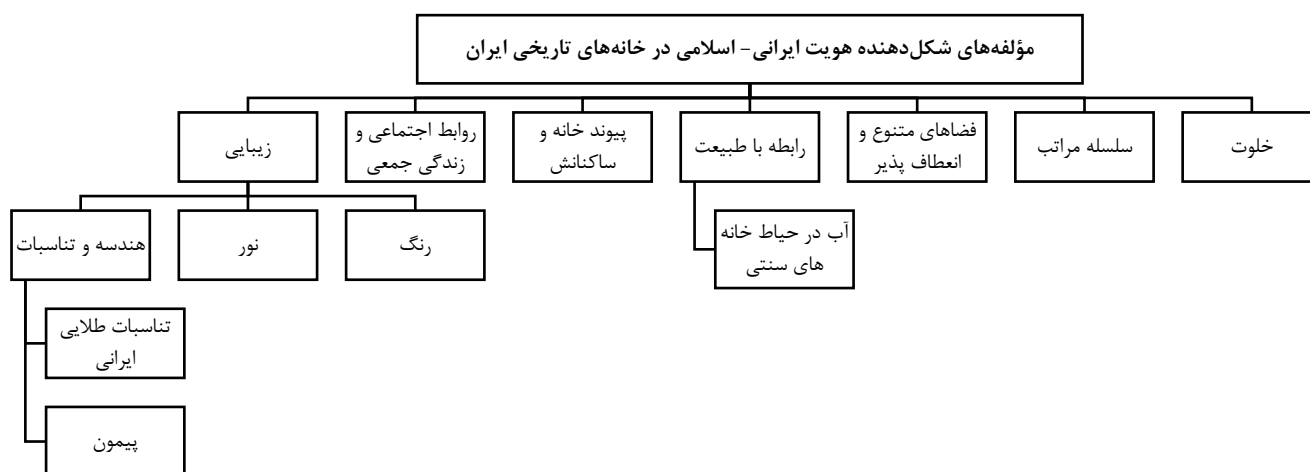 مؤلفه‌های شکل‌دهنده هویت ایرانی- اسلامی در خانه‌های تاریخی ایران
خلوت
سلسله مراتب
فضاهای متنوع و
انعطاف پذیر
رابطه با طبیعت
پیوند خانه و
ساکنانش
روابط اجتماعی و
زندگی جمعی
زیبایی
آب در حیاط خانه
های سنتی
رنگ
نور
هندسه و تناسبات
تناسبات طلایی
ایرانی
پیمون